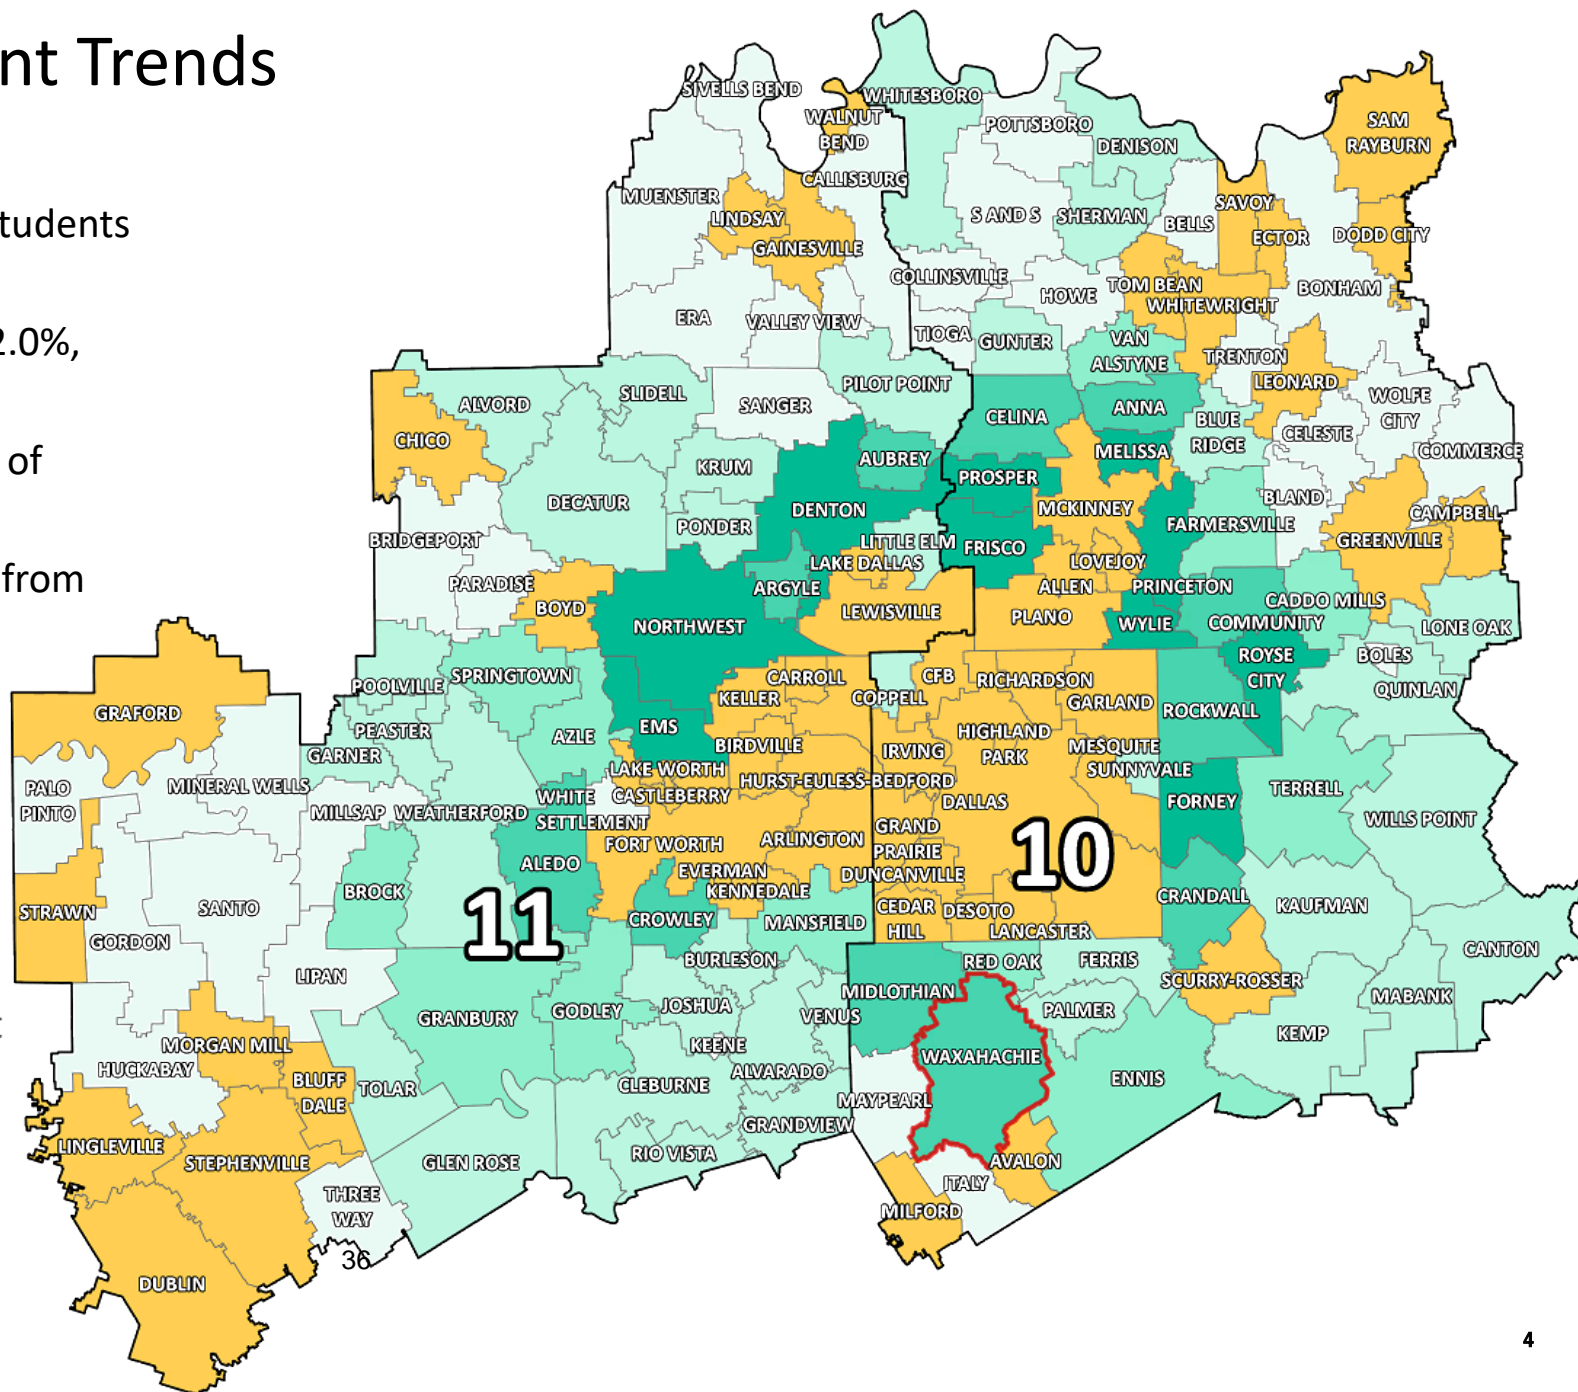 nt Trends
tudents
2.0%,
of
from
SIVELLS BEND
WHITESBORO
WALNUT
BEND
POTTSBORO
DENISON
SAM
RAYBURN
CALLISBURG
MUENSTER
LINDSAY
GAINESVILLE
S AND S
SHERMAN
BELLS
SAVOY
ECTOR
DODD CITY
COLLINSVILLE
HOWE
TOM BEAN
WHITEWRIGHT
BONHAM
ERA
VALLEY VIEW
TIOGA
GUNTER
VAN
ALSTYNE
TRENTON
LEONARD
WOLFE
CITY
ALVORD
SLIDELL
SANGER
PILOT POINT
CELINA
ANNA
BLUE
RIDGE
CELESTE
COMMERCE
CHICO
KRUM
AUBREY
MELISSA
PROSPER
DECATUR
PONDER
DENTON
MCKINNEY
BLAND
FARMERSVILLE
CAMPBELL
GREENVILLE
BRIDGEPORT
LITTLE ELM
FRISCO
LAKE DALLAS
LOVEJOY
PARADISE
BOYD
ARGYLE
LEWISVILLE
ALLEN
PRINCETON
CADDO MILLS
NORTHWEST
PLANO
WYLIE
COMMUNITY
LONE OAK
ROYSE
CITY
BOLES
QUINLAN
POOLVILLE
SPRINGTOWN
CARROLL
KELLER
COPPELL
CFB
RICHARDSON
GARLAND
ROCKWALL
GRAFORD
PEASTER
GARNER
AZLE
EMS
BIRDVILLE
IRVING
HIGHLAND
PARK
MESQUITE
SUNNYVALE
PALO
PINTO
MINERAL WELLS
LAKE WORTH
HURST-EULESS-BEDFORD
MILLSAP
WEATHERFORD
WHITE
SETTLEMENT
CASTLEBERRY
DALLAS
FORNEY
TERRELL
WILLS POINT
FORT WORTH
ARLINGTON
GRAND
PRAIRIE
10
ALEDO
EVERMAN
KENNEDALE
DUNCANVILLE
BROCK
11
STRAWN
SANTO
GORDON
CROWLEY
MANSFIELD
CEDAR
HILL
DESOTO
LANCASTER
CRANDALL
KAUFMAN
CANTON
LIPAN
BURLESON
RED OAK
FERRIS
SCURRY-ROSSER
MABANK
GRANBURY
GODLEY
JOSHUA
VENUS
MIDLOTHIAN
PALMER
KEMP
MORGAN MILL
HUCKABAY
KEENE
ALVARADO
WAXAHACHIE
ENNIS
BLUFF
DALE
TOLAR
CLEBURNE
MAYPEARL
GRANDVIEW
LINGLEVILLE
STEPHENVILLE
GLEN ROSE
RIO VISTA
AVALON
ITALY
THREE
WAY
MILFORD
36
DUBLIN
4